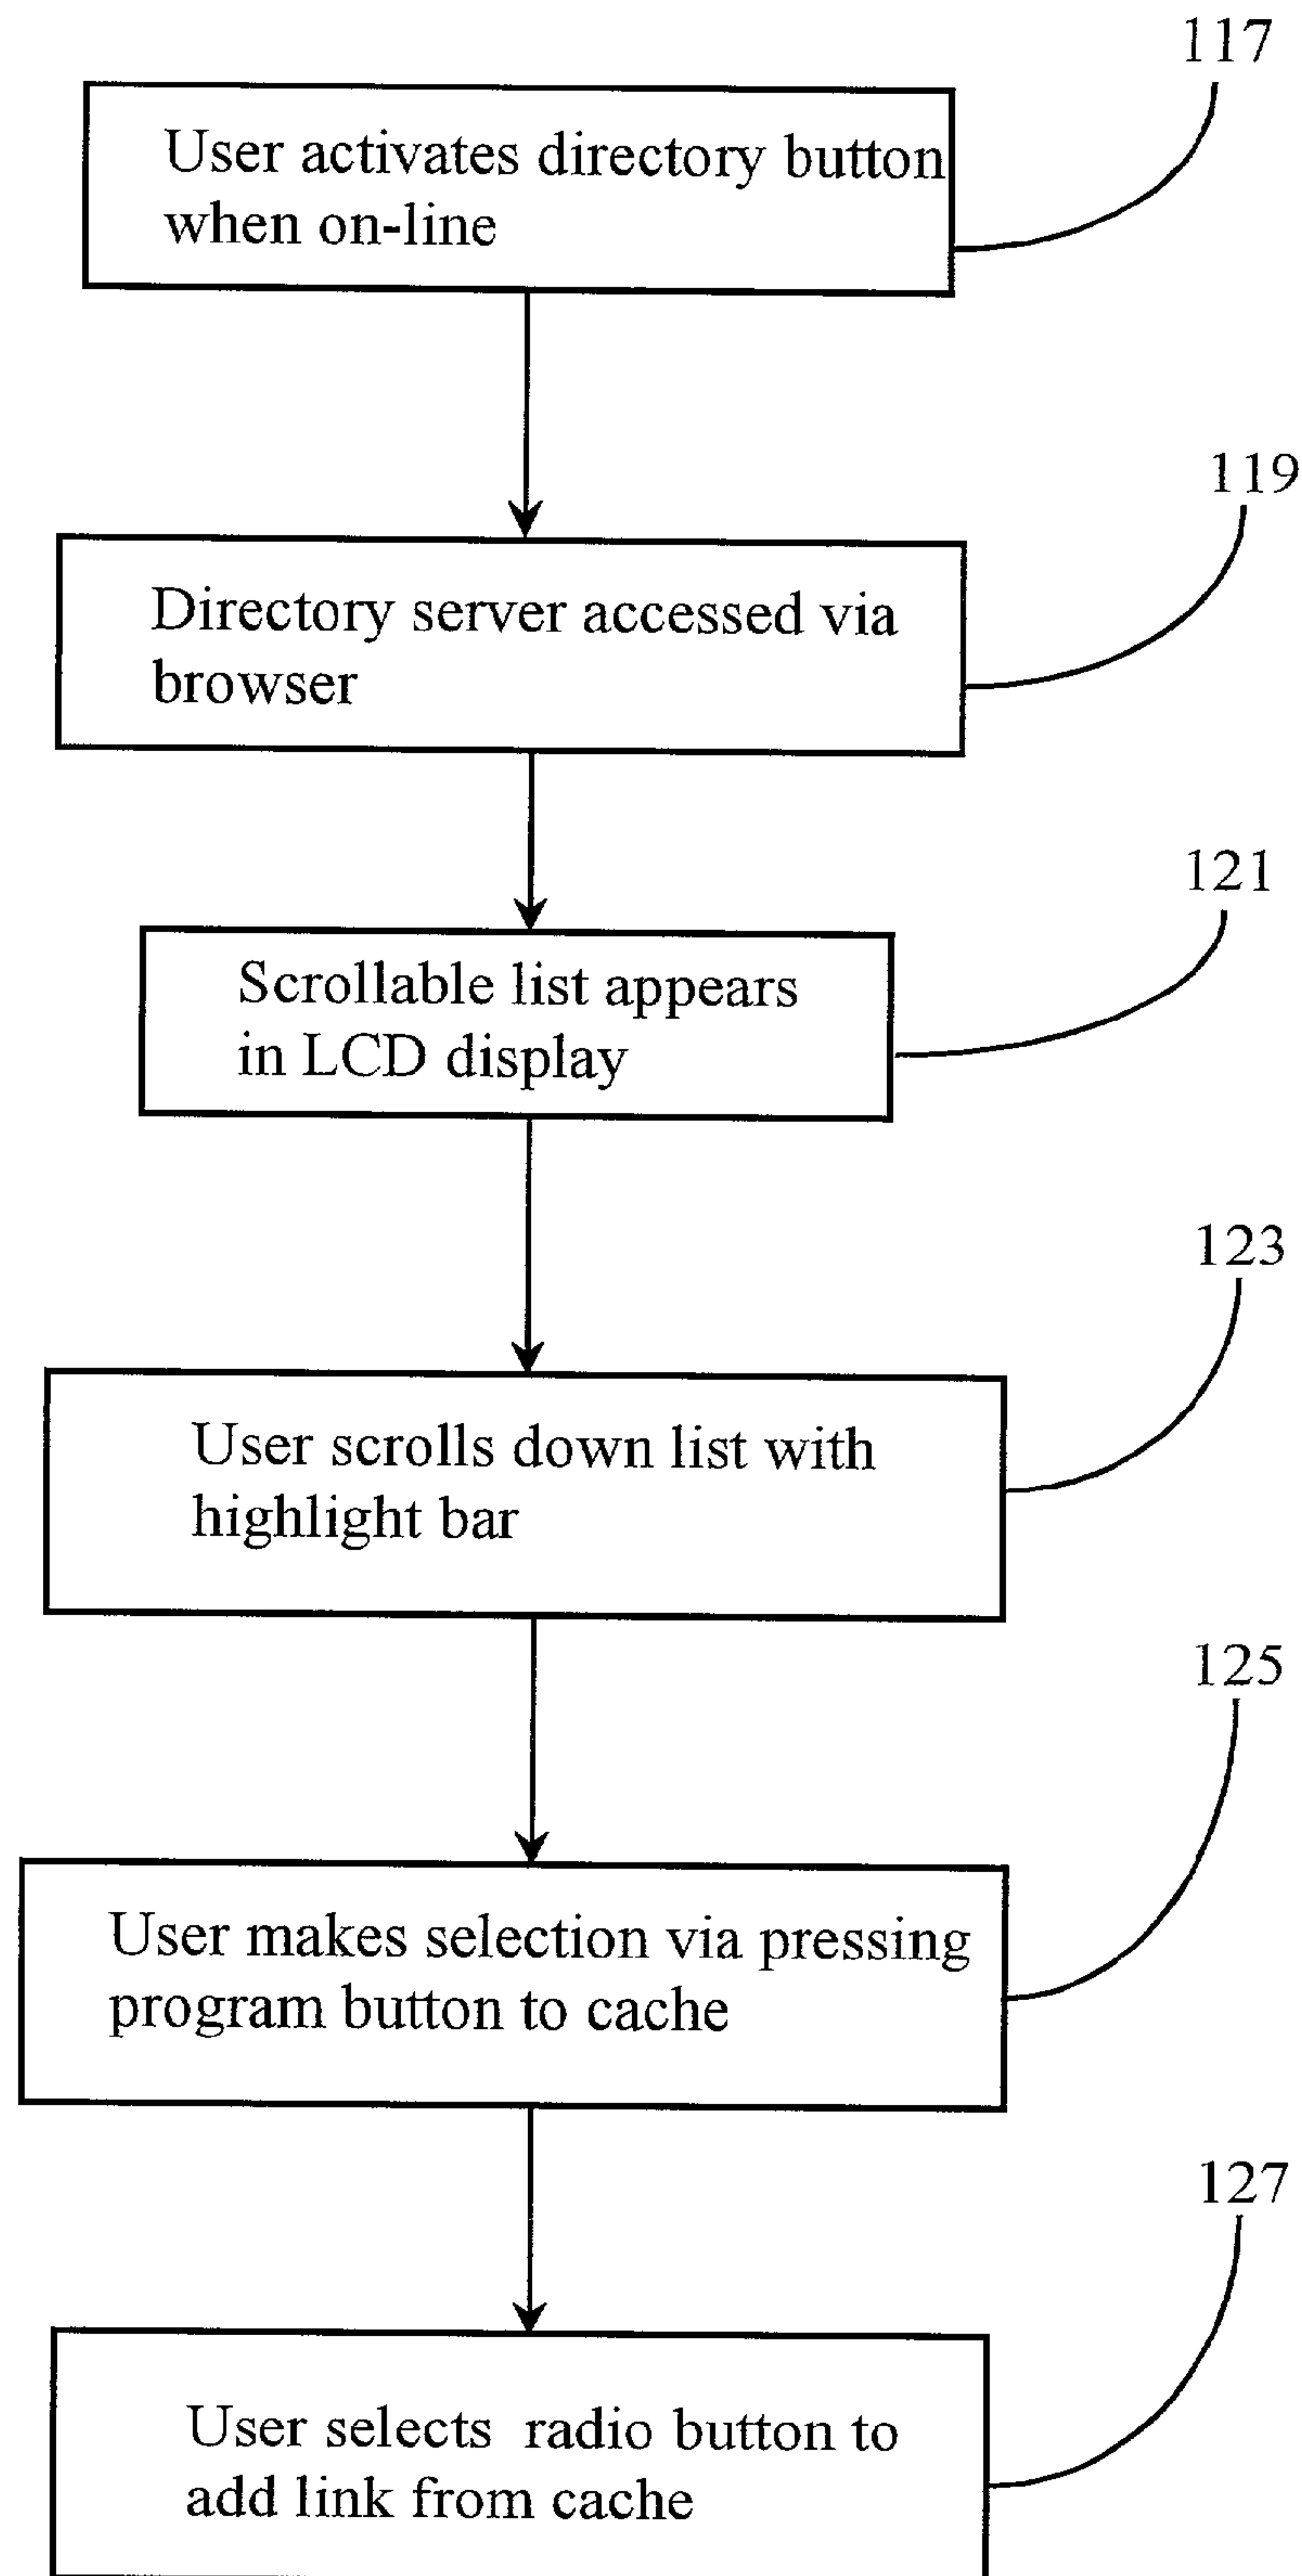 117
User activates directory button
when on-line
119
Directory server accessed via
browser
121
Scrollable list appears
in LCD display
123
User scrolls down list with
highlight bar
125
User makes selection via pressing
program button to cache
127
User selects radio button to
add link from cache